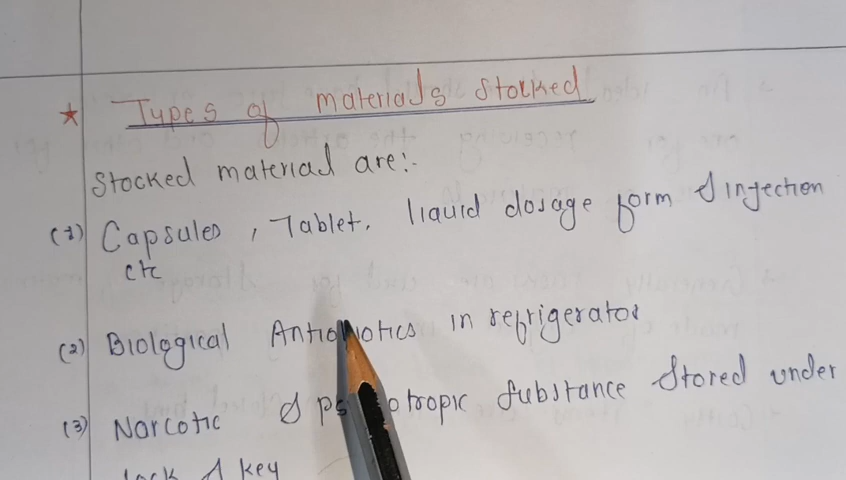 ★ Types of materials stocked
Stocked material are:-
(1) Capsules, Tablet, liquid dosage form & injection
etc
(2) Biological Antibiotics in refrigerator
(3) Narcotic & substance stored under
lock & key